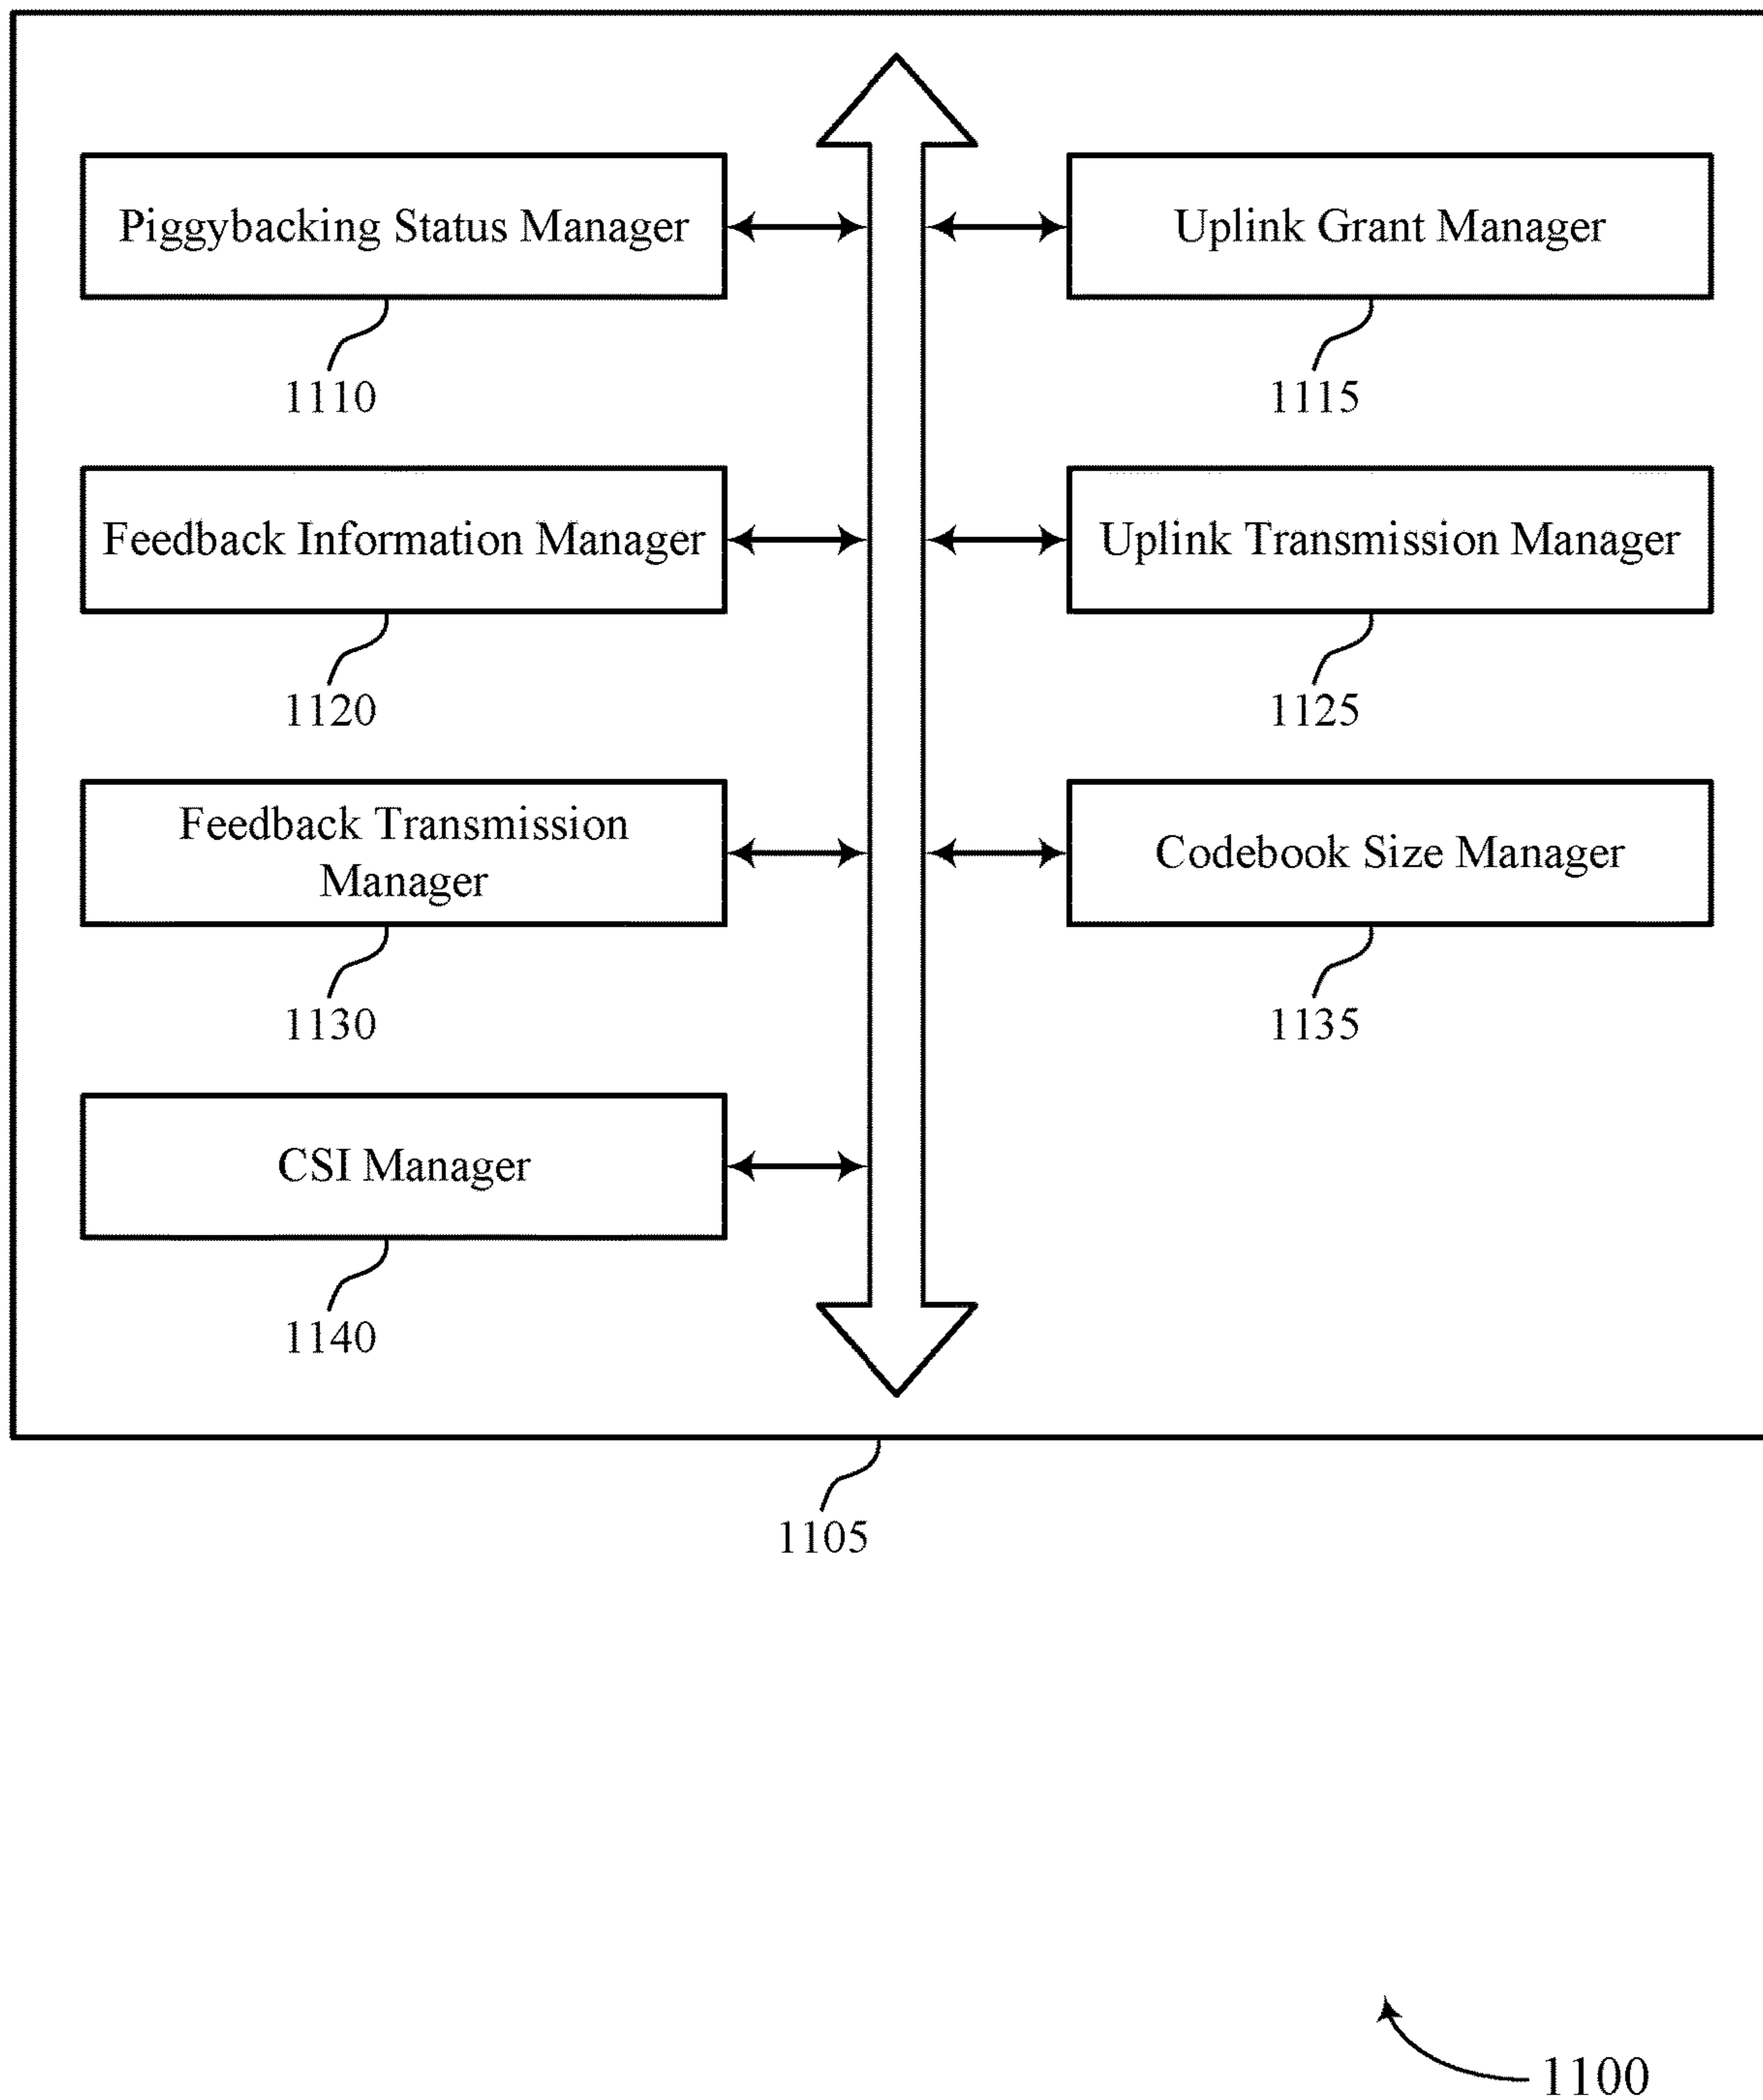 Piggybacking Status Manager
1110
Uplink Grant Manager
1115
Feedback Information Manager
1120
Uplink Transmission Manager
1125
Feedback Transmission
Manager
1130
Codebook Size Manager
1135
CSI Manager
1140
1105
1100